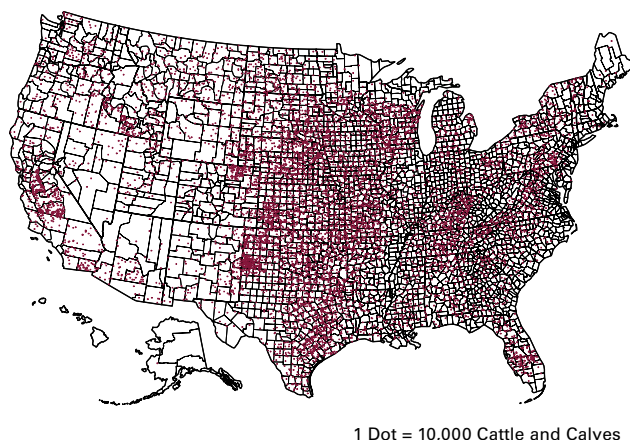 1 Dot = 10,000 Cattle and Calves